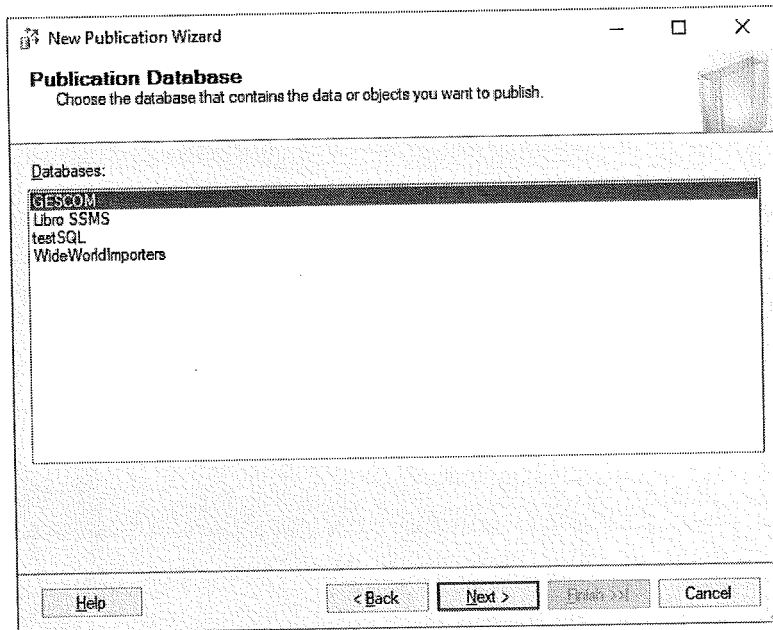 New Publication Wizard
Publication Database
Choose the database that contains the data or objects you want to publish.
Databases:
GESCOM
Libro SSMS
testSQL
WideWorldImporters
Help
< Back
Next >
Finish >>|
Cancel